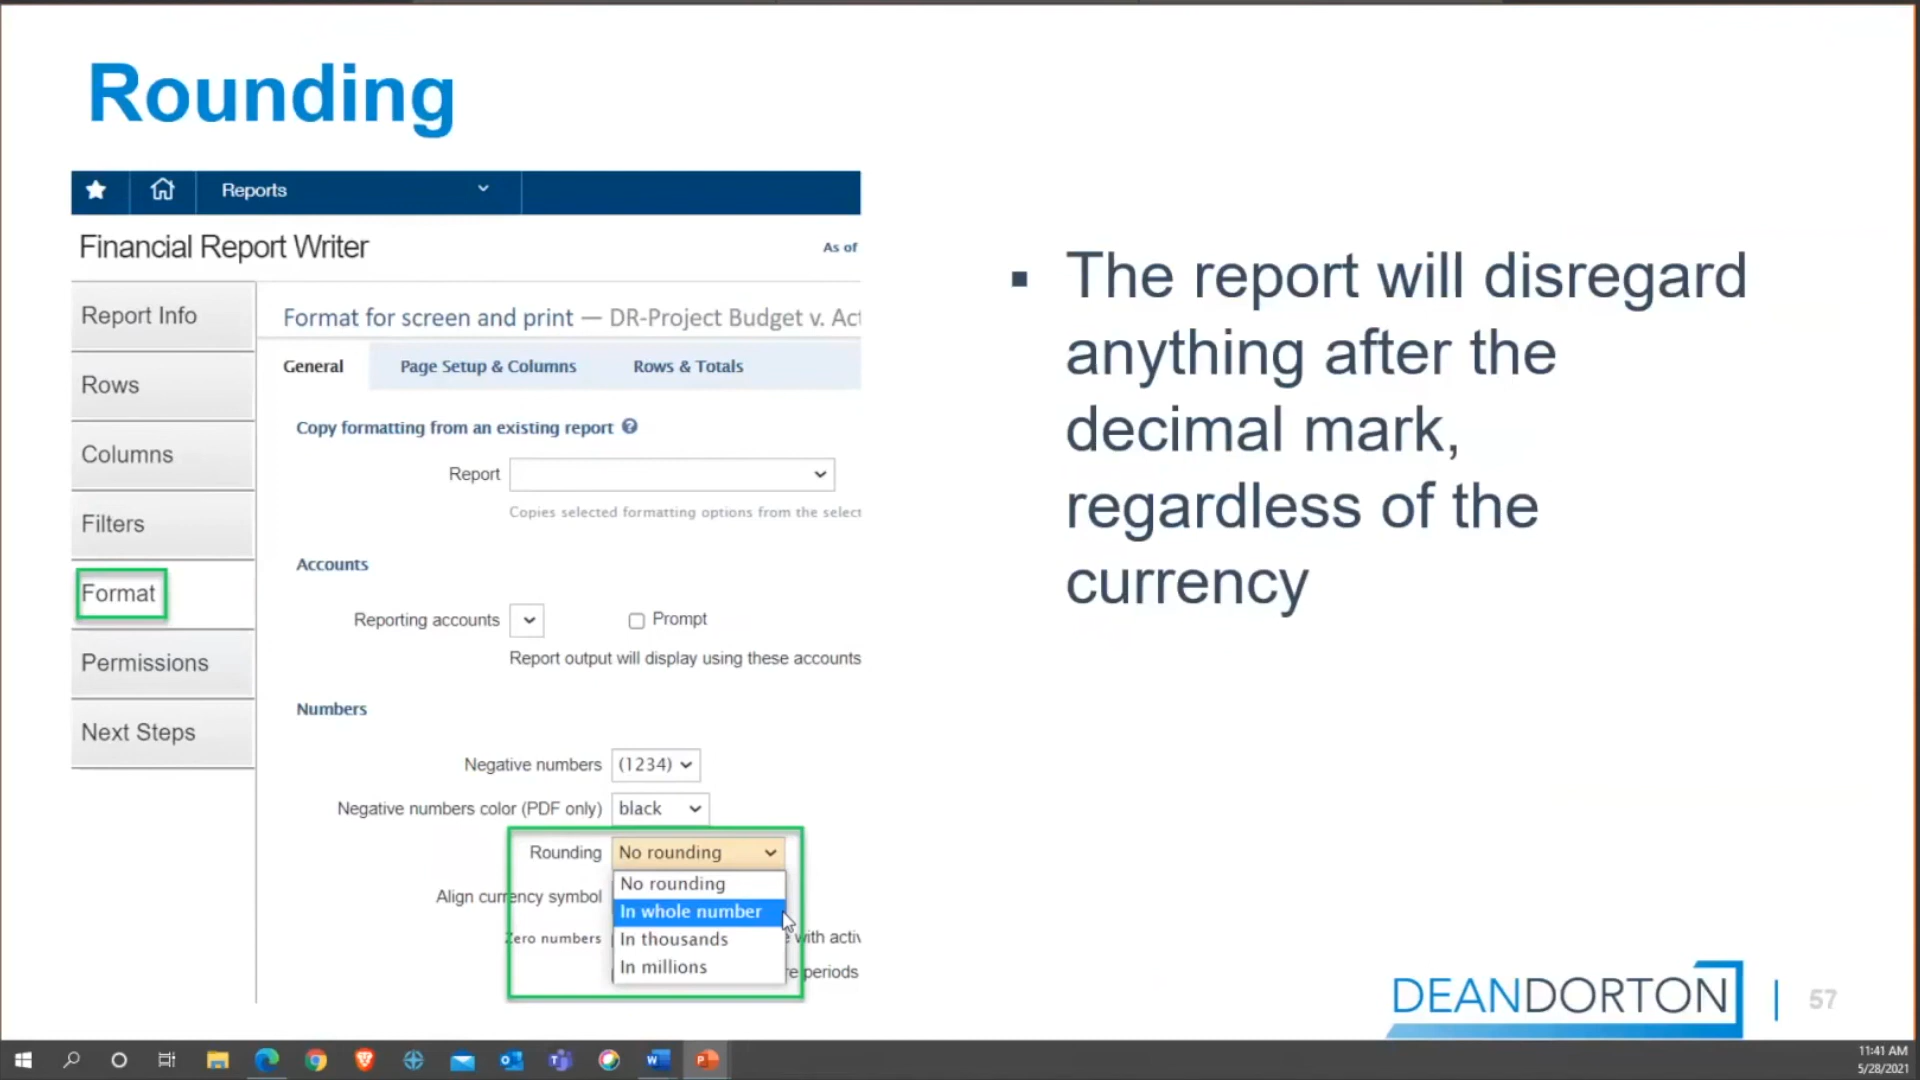 Rounding
Reports
Financial Report Writer
As of
Report Info
Rows
Columns
Filters
Format
Permissions
Next Steps
Format for screen and print — DR-Project Budget v. Act
General
Page Setup & Columns
Rows & Totals
Copy formatting from an existing report
Report
Copies selected formatting options from the select
Accounts
Reporting accounts
Prompt
Report output will display using these accounts
Numbers
Negative numbers (1234)
Negative numbers color (PDF only) black
Rounding No rounding
No rounding
Align currency symbol
In whole number
Zero numbers
In thousands
e with activ
In millions
re periods
▪ The report will disregard
anything after the
decimal mark,
regardless of the
currency
DEANDORTON
57
11:41 AM
5/28/2021